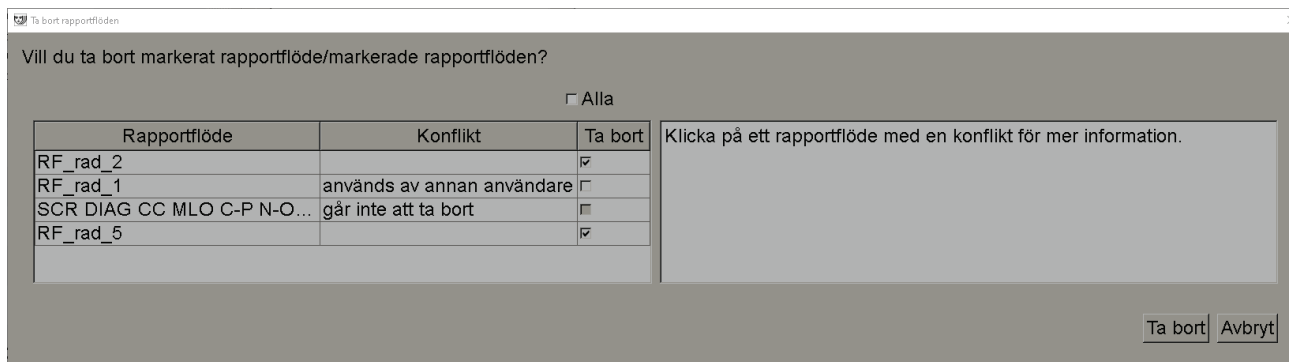 Ta bort rapportflöden
Vill du ta bort markerat rapportflöde/markerade rapportflöden?
Alla
Rapportflöde Konflikt Ta bort
RF_rad_2
RF_rad_1 används av annan användare
SCR DIAG CC MLO C-P N-O... går inte att ta bort
RF_rad_5
Klicka på ett rapportflöde med en konflikt för mer information.
Ta bort Avbryt